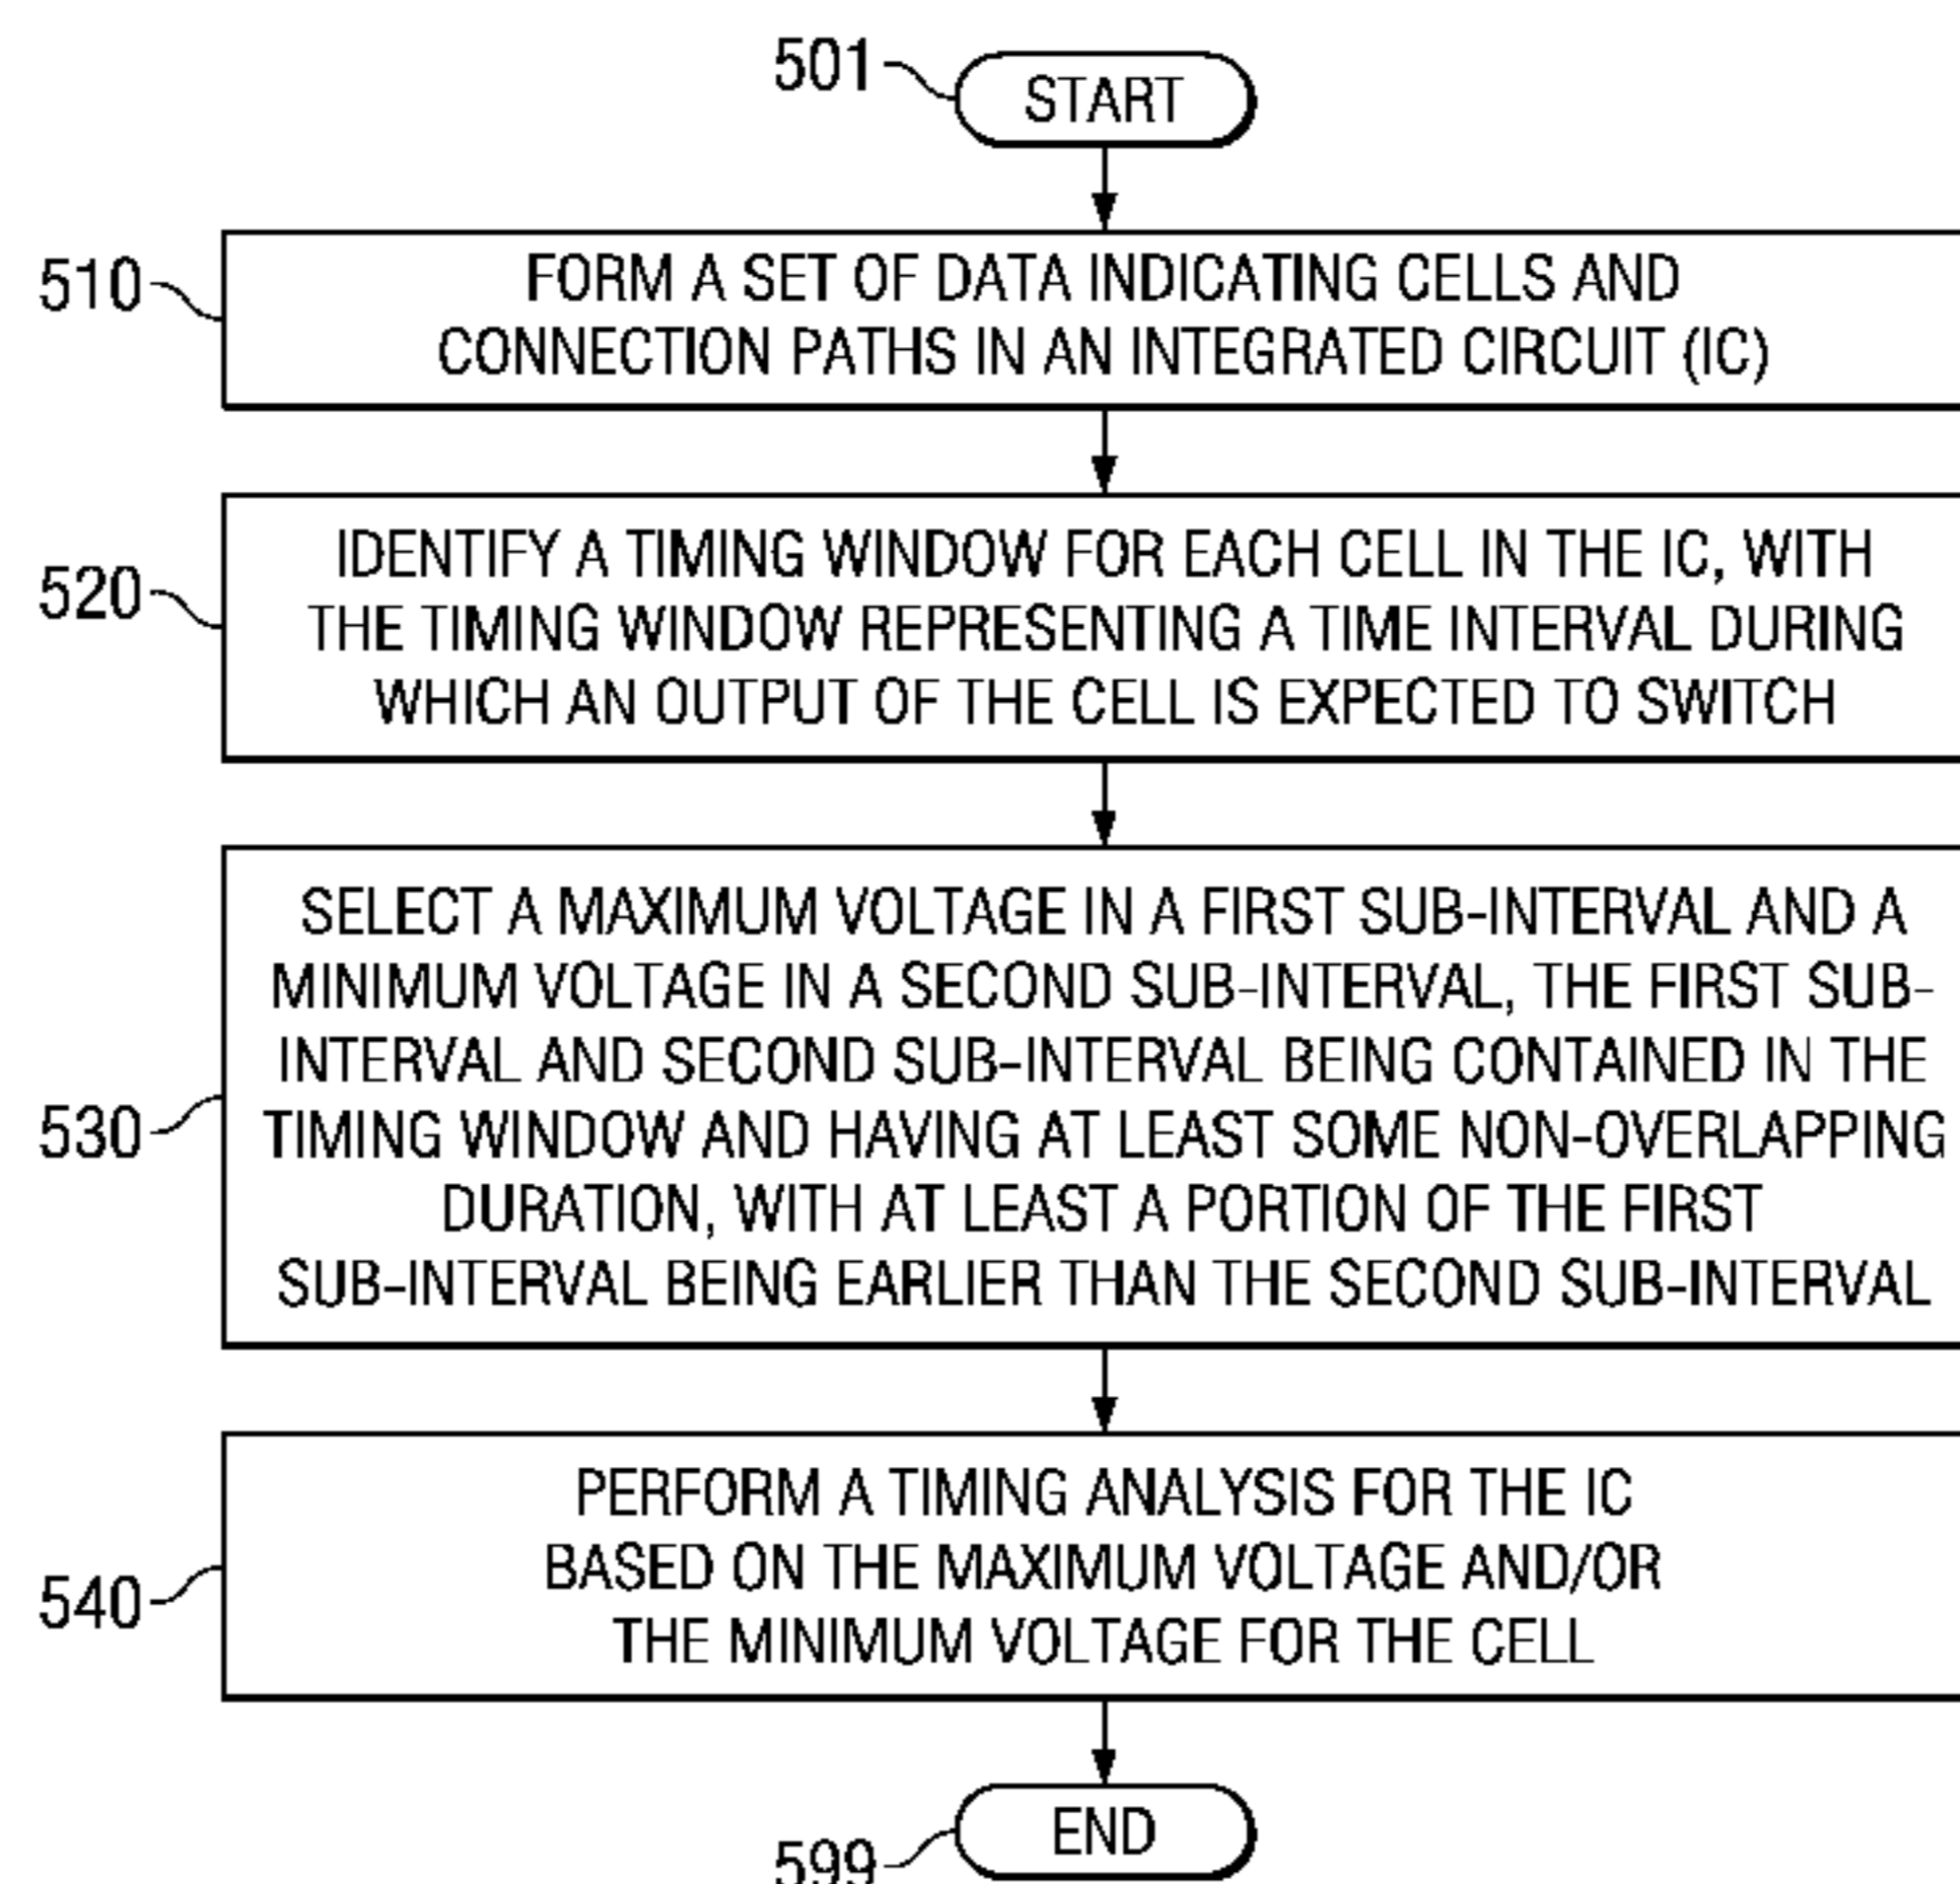 501
START
510
FORM A SET OF DATA INDICATING CELLS AND
CONNECTION PATHS IN AN INTEGRATED CIRCUIT (IC)
520
IDENTIFY A TIMING WINDOW FOR EACH CELL IN THE IC, WITH
THE TIMING WINDOW REPRESENTING A TIME INTERVAL DURING
WHICH AN OUTPUT OF THE CELL IS EXPECTED TO SWITCH
530
SELECT A MAXIMUM VOLTAGE IN A FIRST SUB-INTERVAL AND A
MINIMUM VOLTAGE IN A SECOND SUB-INTERVAL, THE FIRST SUB-
INTERVAL AND SECOND SUB-INTERVAL BEING CONTAINED IN THE
TIMING WINDOW AND HAVING AT LEAST SOME NON-OVERLAPPING
DURATION, WITH AT LEAST A PORTION OF THE FIRST
SUB-INTERVAL BEING EARLIER THAN THE SECOND SUB-INTERVAL
540
PERFORM A TIMING ANALYSIS FOR THE IC
BASED ON THE MAXIMUM VOLTAGE AND/OR
THE MINIMUM VOLTAGE FOR THE CELL
END
599